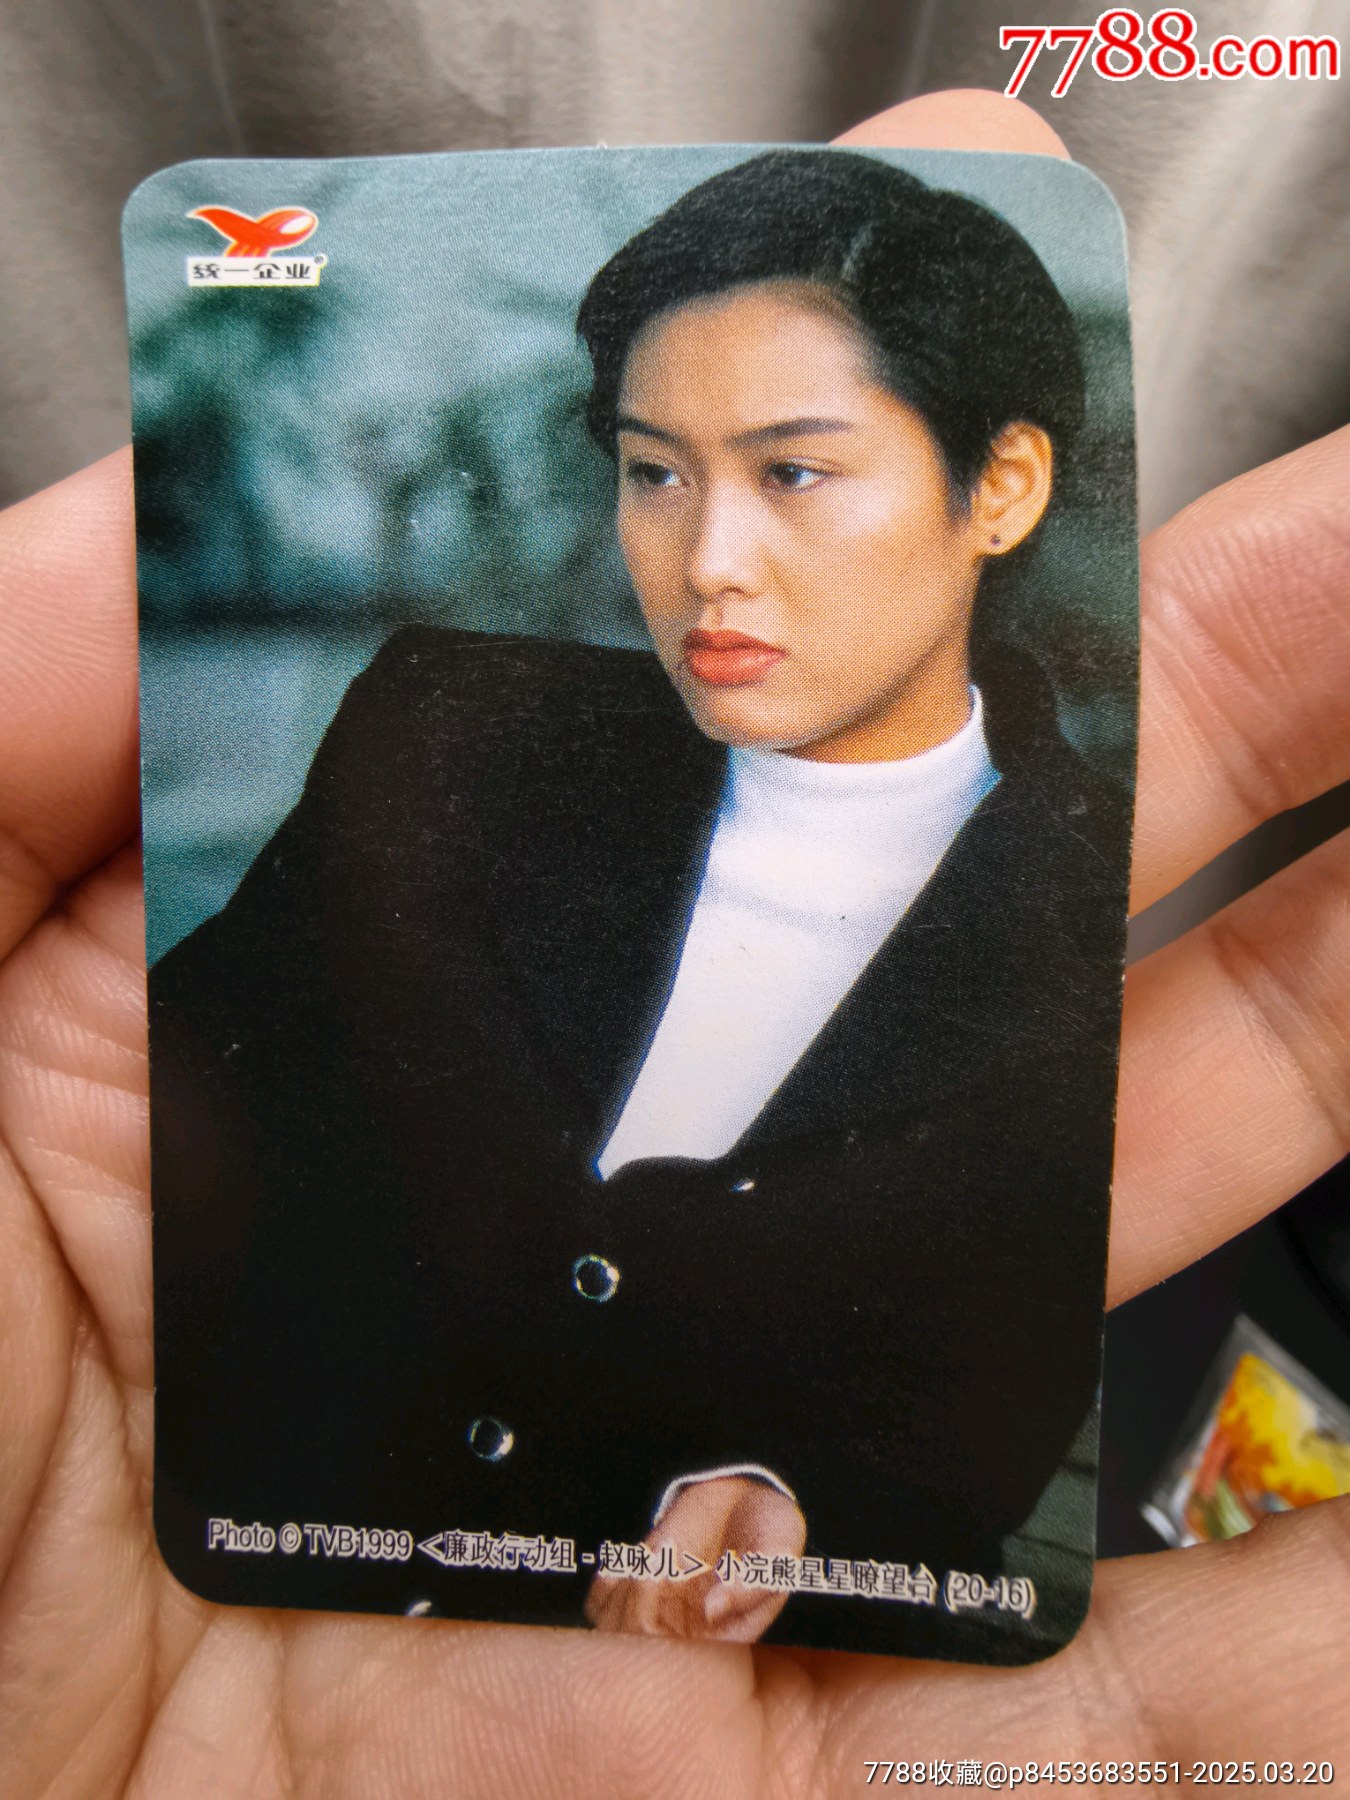 7788.com
统一企业®
Photo © TVB1999 <廉政行动组 - 赵咏儿> 小浣熊星星瞭望台 (20-16)
7788收藏@p8453683551-2025.03.20